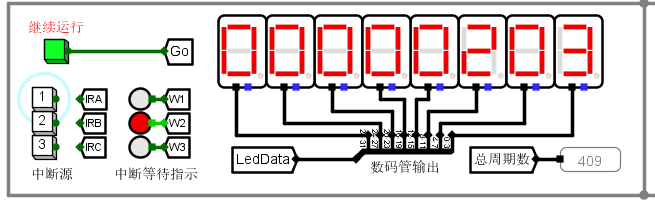 继续运行
Go
00000203
1 IRA W1
2 IRB W2
3 IRC W3
中断源 中断等待指示
LedData 数码管输出 总周期数 409